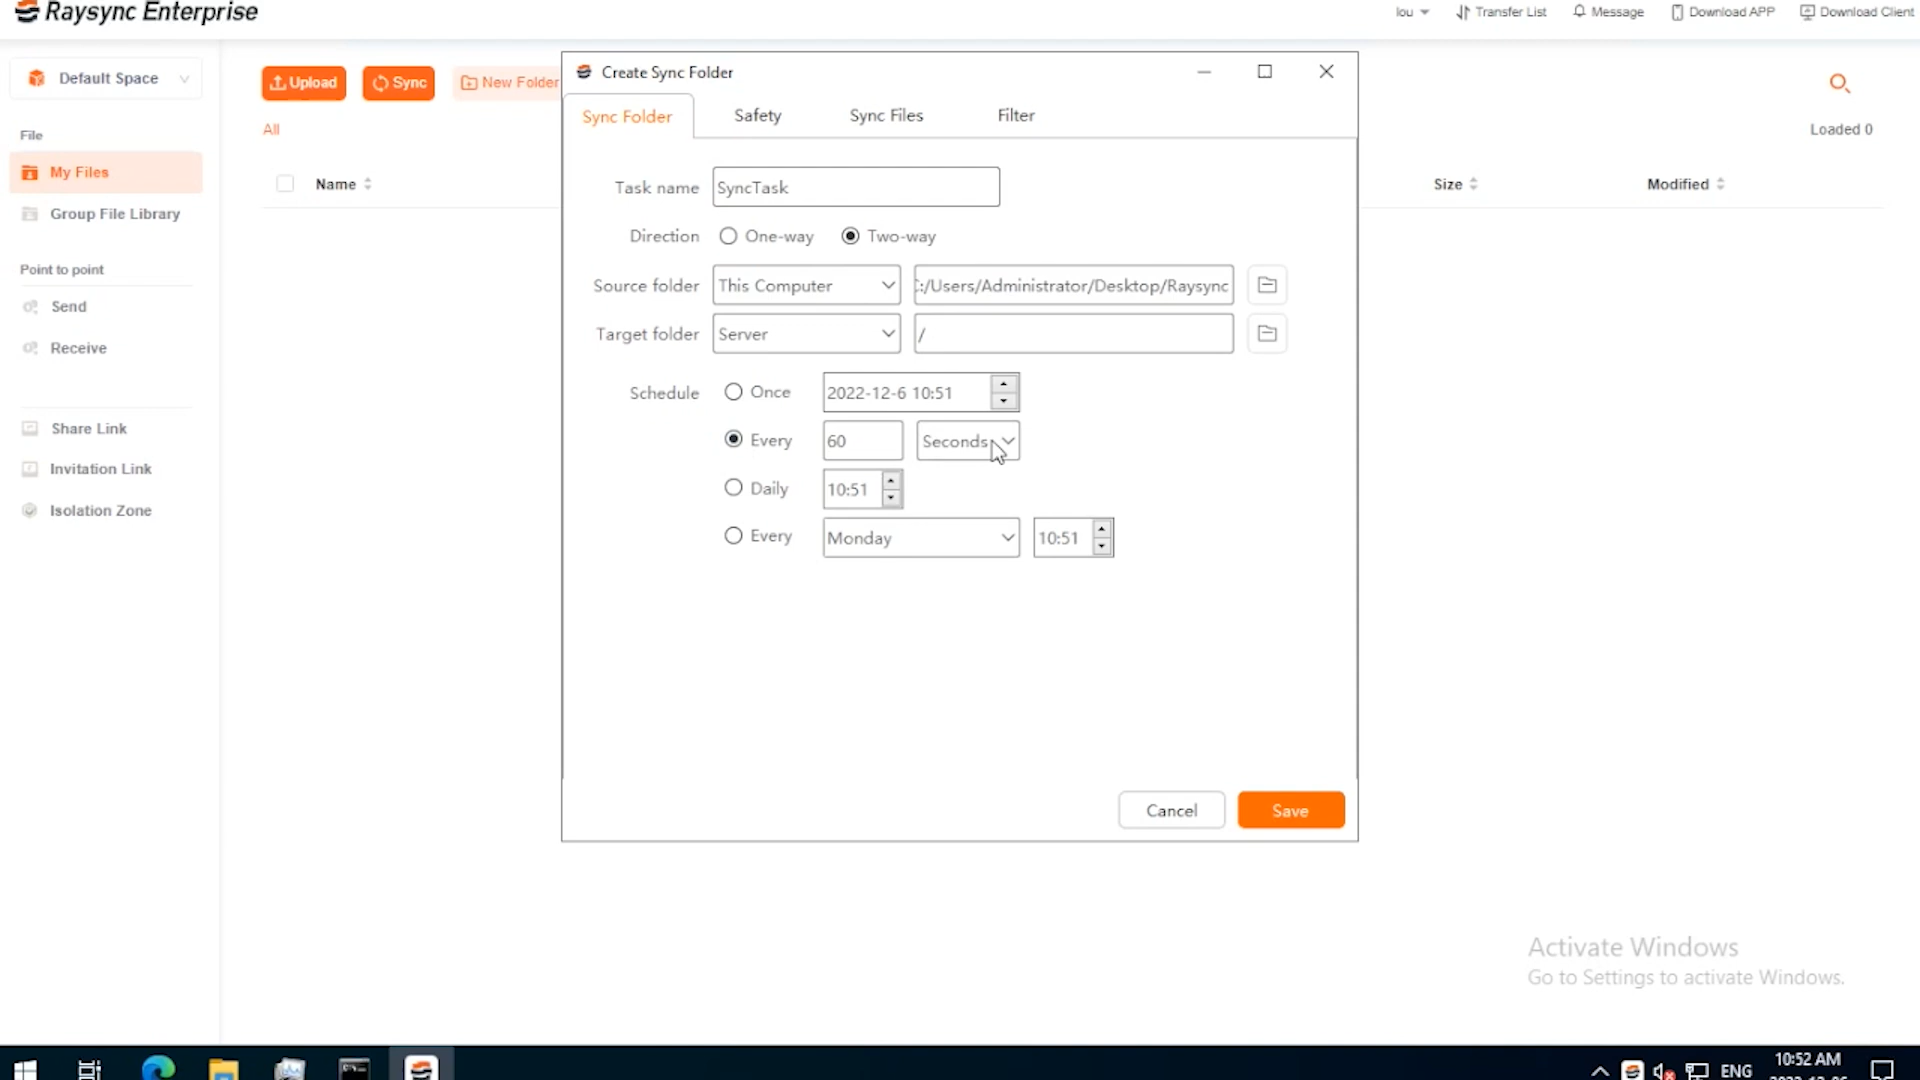 Raysync Enterprise
lou
Transfer List
Message
Download APP
Download Client
Default Space
File
My Files
Group File Library
Point to point
Send
Receive
Share Link
Invitation Link
Isolation Zone
Upload
Sync
New Folder
All
Loaded 0
Name
Size
Modified
Create Sync Folder
Sync Folder
Safety
Sync Files
Filter
Task name
SyncTask
Direction
One-way
Two-way
Source folder
This Computer
:/Users/Administrator/Desktop/Raysync
Target folder
Server
/
Schedule
Once
2022-12-6 10:51
Every
60
Seconds
Daily
10:51
Every
Monday
10:51
Cancel
Save
Activate Windows
Go to Settings to activate Windows.
ENG
10:52 AM